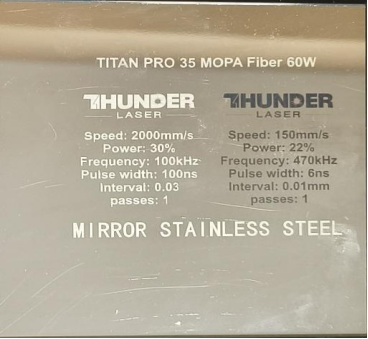 TITAN PRO 35 MOPA Fiber 60W
THUNDER
LASER
Speed: 2000mm/s
Power: 30%
Frequency: 100kHz
Pulse width: 100ns
Interval: 0.03
passes: 1
THUNDER
LASER
Speed: 150mm/s
Power: 22%
Frequency: 470kHz
Pulse width: 6ns
Interval: 0.01mm
passes: 1
MIRROR STAINLESS STEEL